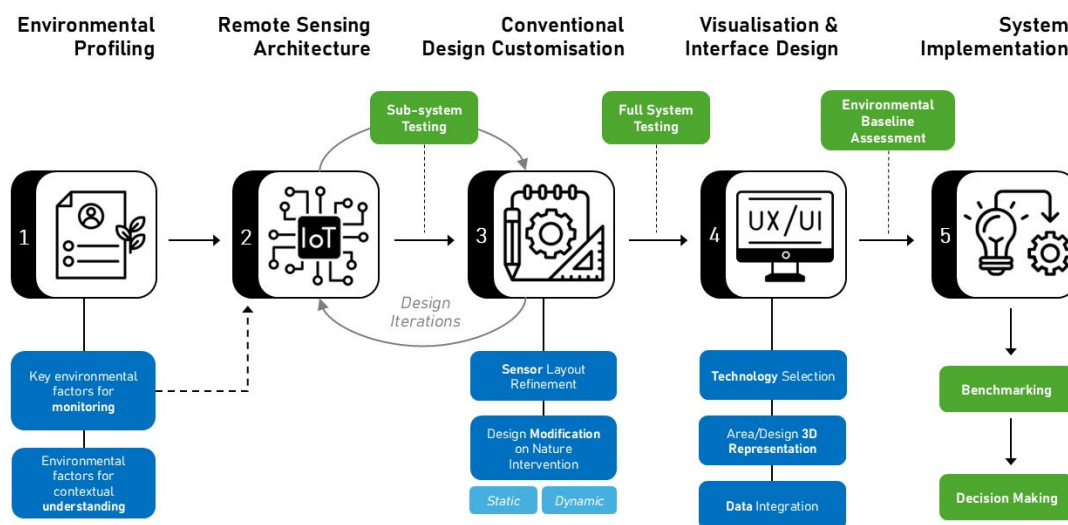 Environmental
Profiling
Remote Sensing
Architecture
Conventional
Design Customisation
Visualisation &
Interface Design
System
Implementation
Sub-system
Testing
Full System
Testing
Environmental
Baseline
Assessment
1
2
IoT
3
4
UX/UI
5
Design
Iterations
Key environmental
factors for
monitoring
Environmental
factors for
contextual
understanding
Sensor Layout
Refinement
Design Modification
on Nature
Intervention
Static
Dynamic
Technology Selection
Area/Design 3D
Representation
Data Integration
Benchmarking
Decision Making